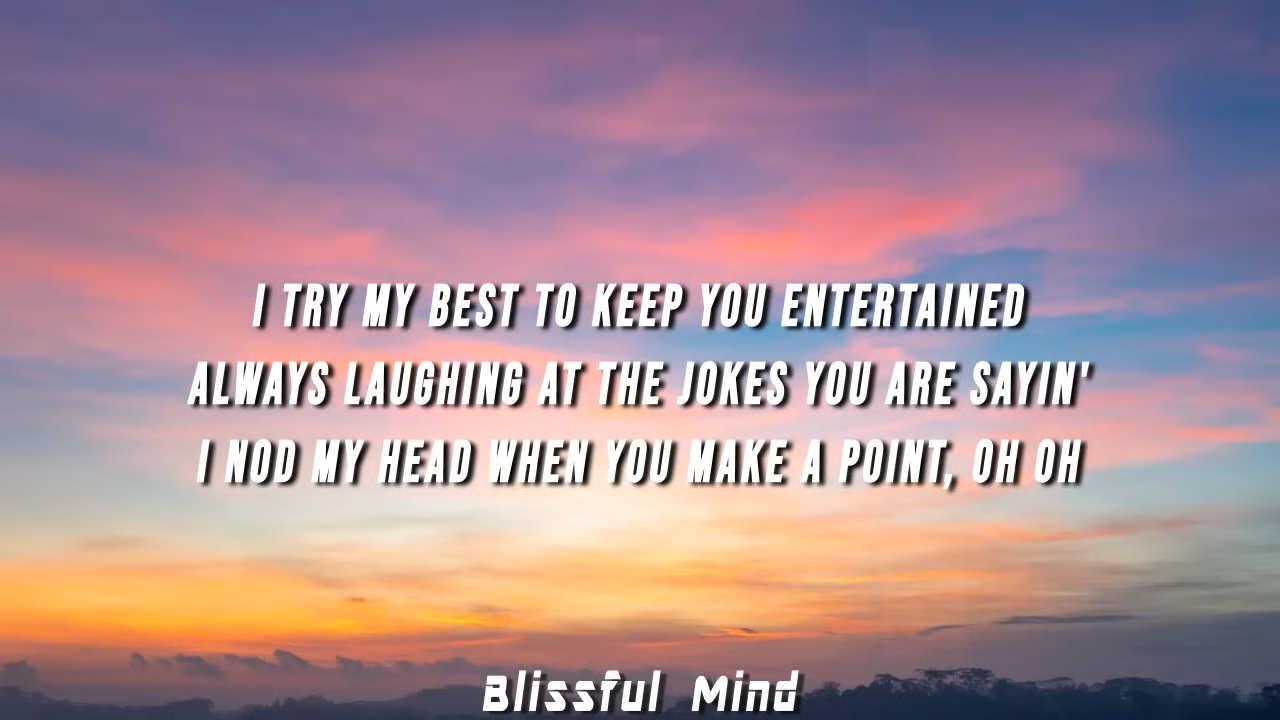 I TRY MY BEST TO KEEP YOU ENTERTAINED
ALWAYS LAUGHING AT THE JOKES YOU ARE SAYIN'
I NOD MY HEAD WHEN YOU MAKE A POINT, OH OH
Blissful Mind